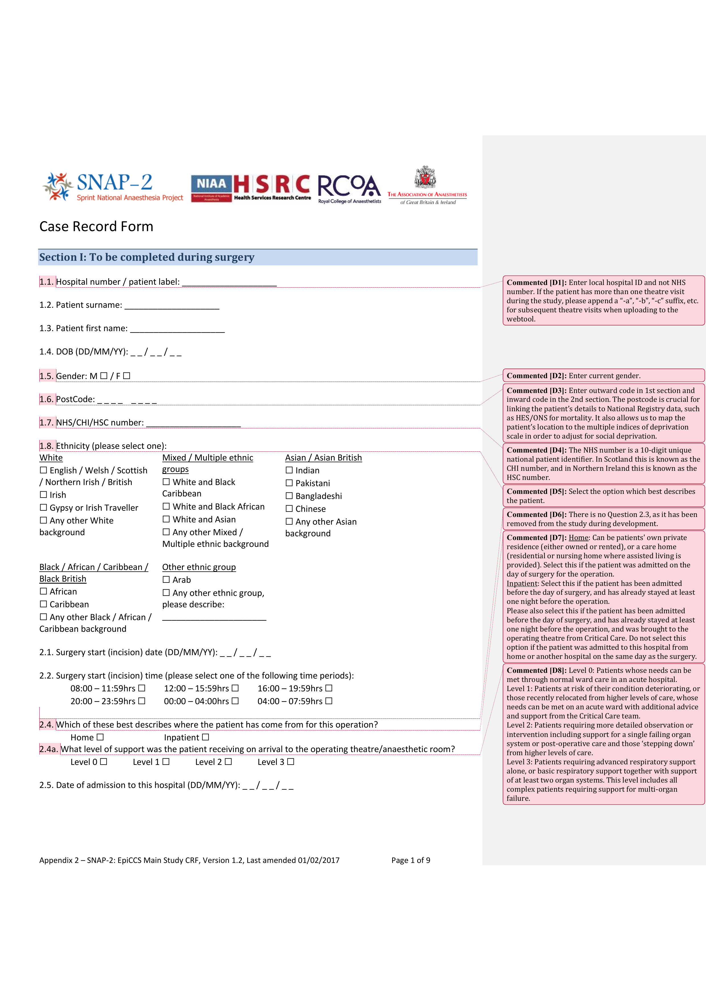 SNAP-2
Sprint National Anaesthesia Project
NIAA
National Institute of Academic
Anaesthesia
HSRC
Health Services Research Centre
RCOA
Royal College of Anaesthetists
THE ASSOCIATION OF ANAESTHETISTS
of Great Britain & Ireland
Case Record Form
Section I: To be completed during surgery
1.1. Hospital number / patient label: ____________________
1.2. Patient surname: ____________________
1.3. Patient first name: ____________________
1.4. DOB (DD/MM/YY): _ _ / _ _ / _ _
1.5. Gender: M ☐ / F ☐
1.6. PostCode: _ _ _ _   _ _ _ _
1.7. NHS/CHI/HSC number: ____________________
1.8. Ethnicity (please select one):
White
☐ English / Welsh / Scottish
/ Northern Irish / British
☐ Irish
☐ Gypsy or Irish Traveller
☐ Any other White
background
Mixed / Multiple ethnic
groups
☐ White and Black
Caribbean
☐ White and Black African
☐ White and Asian
☐ Any other Mixed /
Multiple ethnic background
Asian / Asian British
☐ Indian
☐ Pakistani
☐ Bangladeshi
☐ Chinese
☐ Any other Asian
background
Black / African / Caribbean /
Black British
☐ African
☐ Caribbean
☐ Any other Black / African /
Caribbean background
Other ethnic group
☐ Arab
☐ Any other ethnic group,
please describe:
______________________
2.1. Surgery start (incision) date (DD/MM/YY): _ _ / _ _ / _ _
2.2. Surgery start (incision) time (please select one of the following time periods):
08:00 – 11:59hrs ☐ 12:00 – 15:59hrs ☐ 16:00 – 19:59hrs ☐
20:00 – 23:59hrs ☐ 00:00 – 04:00hrs ☐ 04:00 – 07:59hrs ☐
2.4. Which of these best describes where the patient has come from for this operation?
Home ☐ Inpatient ☐
2.4a. What level of support was the patient receiving on arrival to the operating theatre/anaesthetic room?
Level 0 ☐ Level 1 ☐ Level 2 ☐ Level 3 ☐
2.5. Date of admission to this hospital (DD/MM/YY): _ _ / _ _ / _ _
Commented [D1]: Enter local hospital ID and not NHS
number. If the patient has more than one theatre visit
during the study, please append a “-a”, “-b”, “-c” suffix, etc.
for subsequent theatre visits when uploading to the
webtool.
Commented [D2]: Enter current gender.
Commented [D3]: Enter outward code in 1st section and
inward code in the 2nd section. The postcode is crucial for
linking the patient’s details to National Registry data, such
as HES/ONS for mortality. It also allows us to map the
patient’s location to the multiple indices of deprivation
scale in order to adjust for social deprivation.
Commented [D4]: The NHS number is a 10-digit unique
national patient identifier. In Scotland this is known as the
CHI number, and in Northern Ireland this is known as the
HSC number.
Commented [D5]: Select the option which best describes
the patient.
Commented [D6]: There is no Question 2.3, as it has been
removed from the study during development.
Commented [D7]: Home: Can be patients' own private
residence (either owned or rented), or a care home
(residential or nursing home where assisted living is
provided). Select this if the patient was admitted on the
day of surgery for the operation.
Inpatient: Select this if the patient has been admitted
before the day of surgery, and has already stayed at least
one night before the operation.
Please also select this if the patient has been admitted
before the day of surgery, and has already stayed at least
one night before the operation, and was brought to the
operating theatre from Critical Care. Do not select this
option if the patient was admitted to this hospital from
home or another hospital on the same day as the surgery.
Commented [D8]: Level 0: Patients whose needs can be
met through normal ward care in an acute hospital.
Level 1: Patients at risk of their condition deteriorating, or
those recently relocated from higher levels of care, whose
needs can be met on an acute ward with additional advice
and support from the Critical Care team.
Level 2: Patients requiring more detailed observation or
intervention including support for a single failing organ
system or post-operative care and those ‘stepping down’
from higher levels of care.
Level 3: Patients requiring advanced respiratory support
alone, or basic respiratory support together with support
of at least two organ systems. This level includes all
complex patients requiring support for multi-organ
failure.
Appendix 2 – SNAP-2: EpiCCS Main Study CRF, Version 1.2, Last amended 01/02/2017 Page 1 of 9